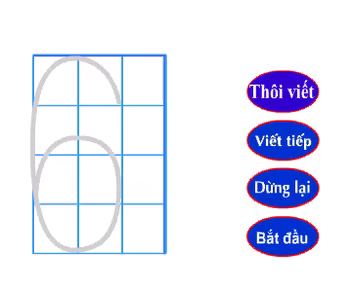 6
Thôi viết
Viết tiếp
Dừng lại
Bắt đầu